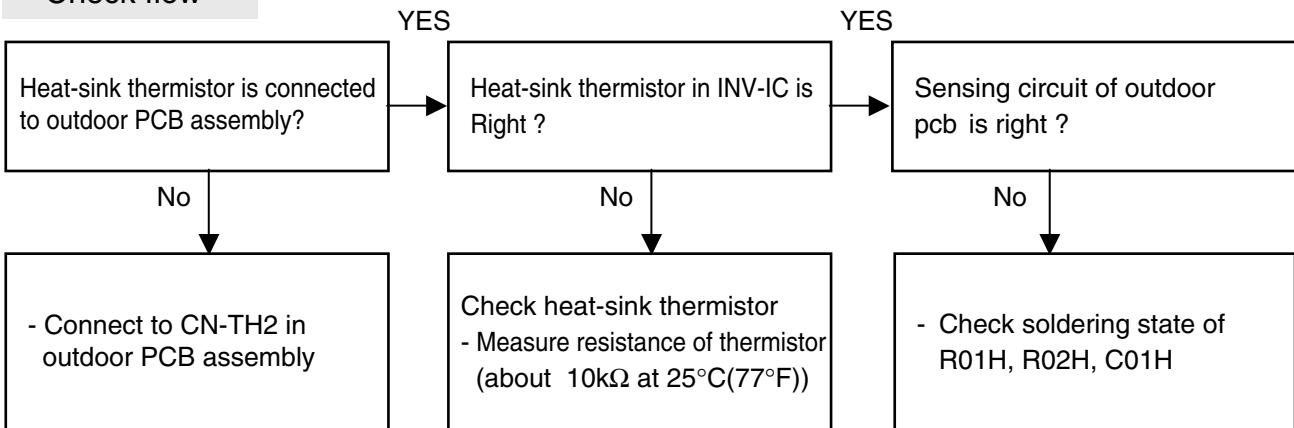 Check flow
YES
YES
Heat-sink thermistor is connected
to outdoor PCB assembly?
Heat-sink thermistor in INV-IC is
Right ?
Sensing circuit of outdoor
pcb is right ?
No
No
No
- Connect to CN-TH2 in
outdoor PCB assembly
Check heat-sink thermistor
- Measure resistance of thermistor
(about 10kΩ at 25°C(77°F))
- Check soldering state of
R01H, R02H, C01H